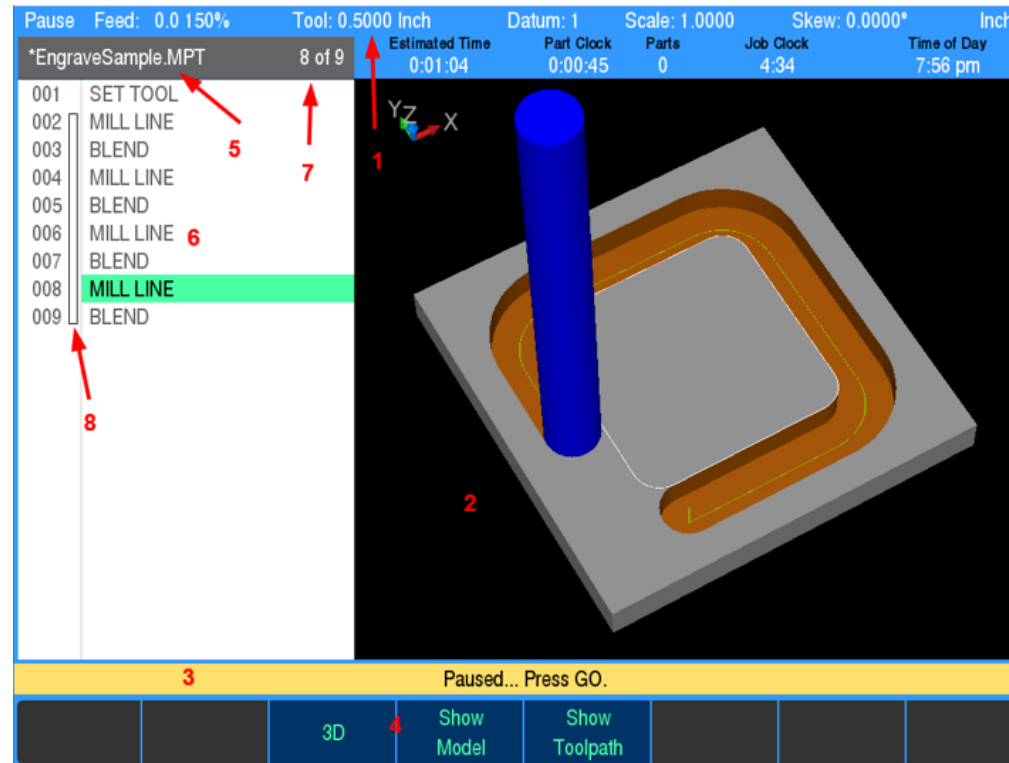 Pause Feed: 0.0 150% Tool: 0.5000 Inch Datum: 1 Scale: 1.0000 Skew: 0.0000° Inch
*EngraveSample.MPT 8 of 9
Estimated Time Part Clock Parts Job Clock Time of Day
0:01:04 0:00:45 0 4:34 7:56 pm
001 SET TOOL
002 MILL LINE
003 BLEND
004 MILL LINE
005 BLEND
006 MILL LINE
007 BLEND
008 MILL LINE
009 BLEND
5
7
1
6
8
Y Z X
2
3
Paused... Press GO.
3D
4
Show Model
Show Toolpath